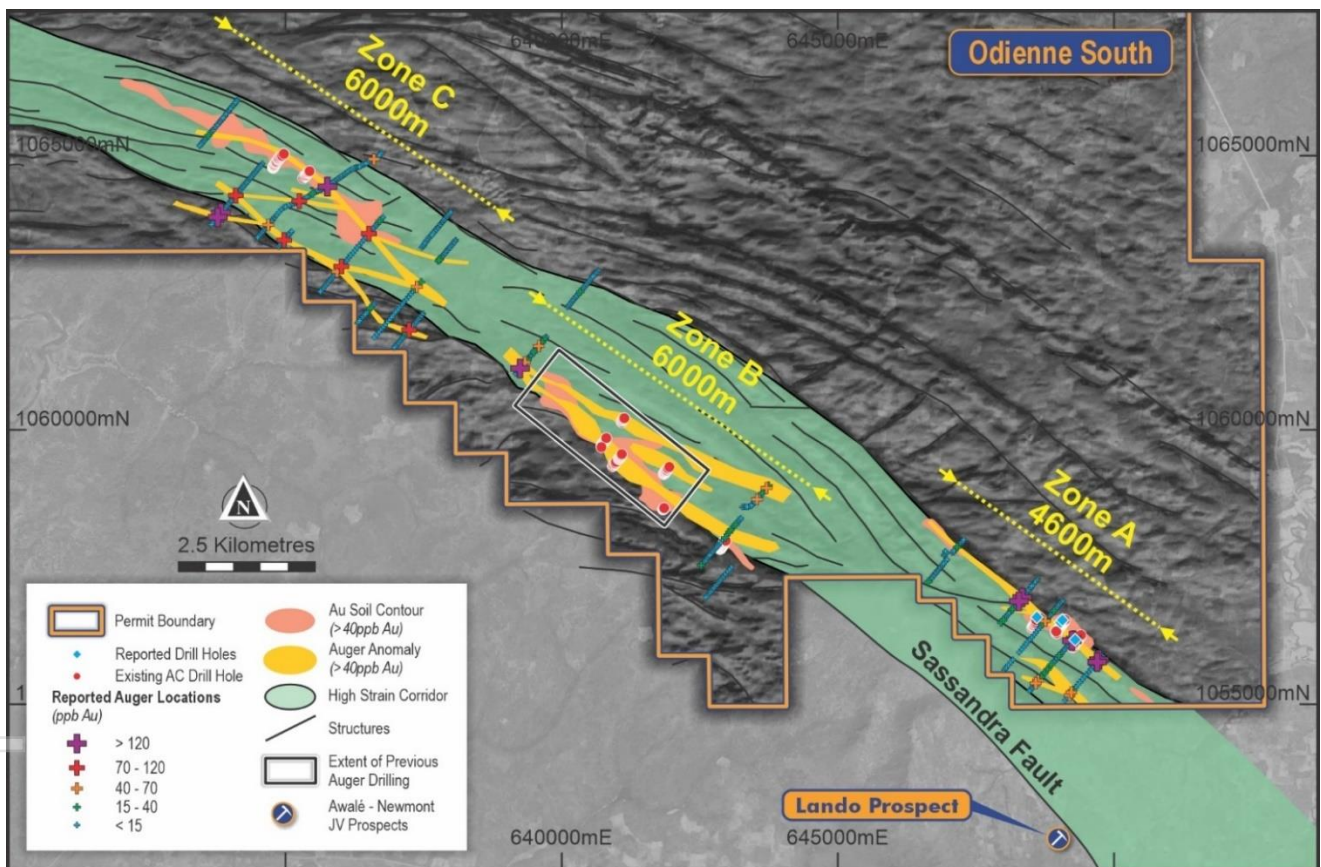 640000mE
645000mE
Odienne South
Zone C
6000m
1065000mN
1065000mN
Zone B
6000m
1060000mN
1060000mN
Zone A
4600m
N
2.5 Kilometres
1055000mN
Sassandra Fault
Permit Boundary
Reported Drill Holes
Existing AC Drill Hole
Reported Auger Locations
(ppb Au)
> 120
70 - 120
40 - 70
15 - 40
< 15
Au Soil Contour
(>40ppb Au)
Auger Anomaly
(>40ppb Au)
High Strain Corridor
Structures
Extent of Previous
Auger Drilling
Awalé - Newmont
JV Prospects
Lando Prospect
640000mE
645000mE